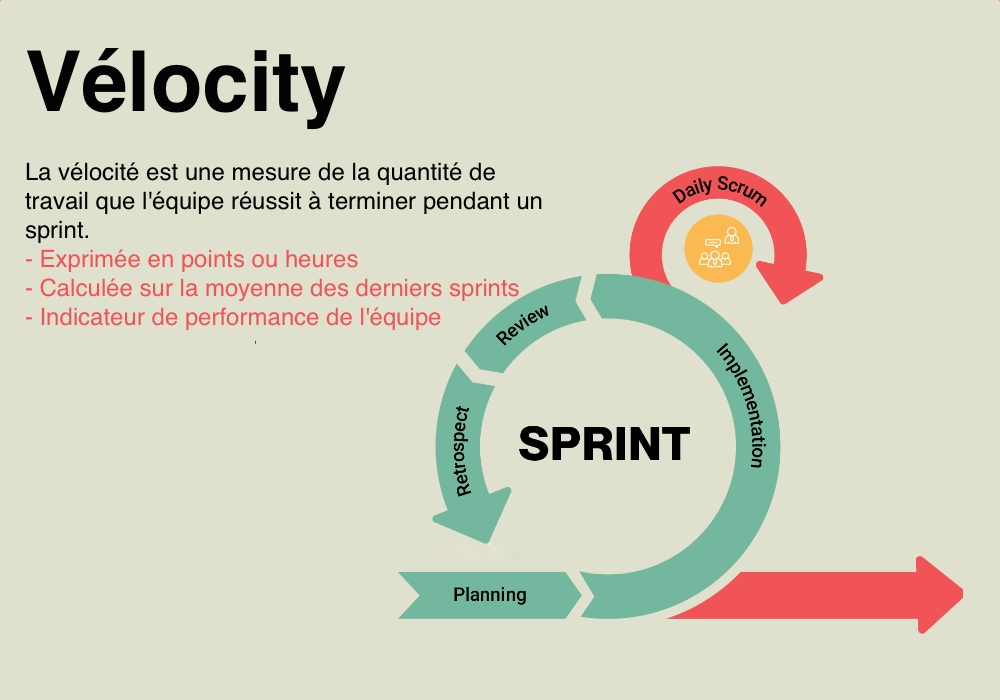 Vélocity
La vélocité est une mesure de la quantité de
travail que l'équipe réussit à terminer pendant un
sprint.
- Exprimée en points ou heures
- Calculée sur la moyenne des derniers sprints
- Indicateur de performance de l'équipe
Daily Scrum
Review
Implementation
Retrospect
SPRINT
Planning